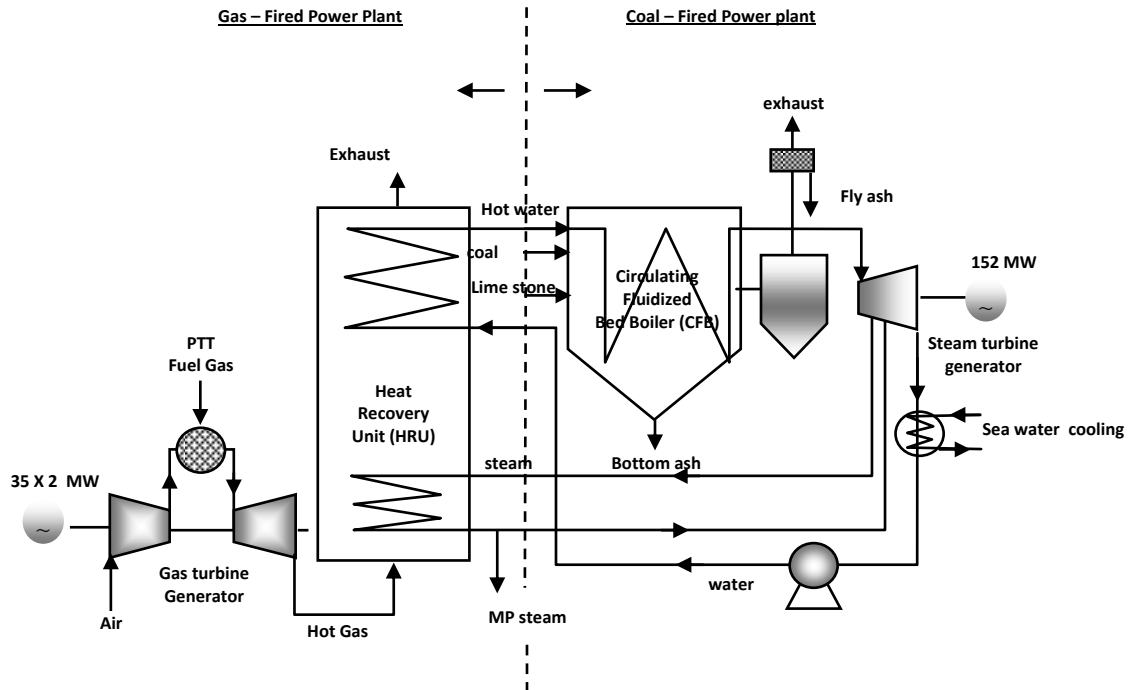 Gas – Fired Power Plant
Coal – Fired Power plant
exhaust
Exhaust
Fly ash
Hot water
coal
Lime stone
Circulating
Fluidized
Bed Boiler (CFB)
152 MW
~
Steam turbine
generator
PTT
Fuel Gas
Heat
Recovery
Unit (HRU)
Sea water cooling
steam
Bottom ash
35 X 2 MW
~
Gas turbine
Generator
water
Air
Hot Gas
MP steam